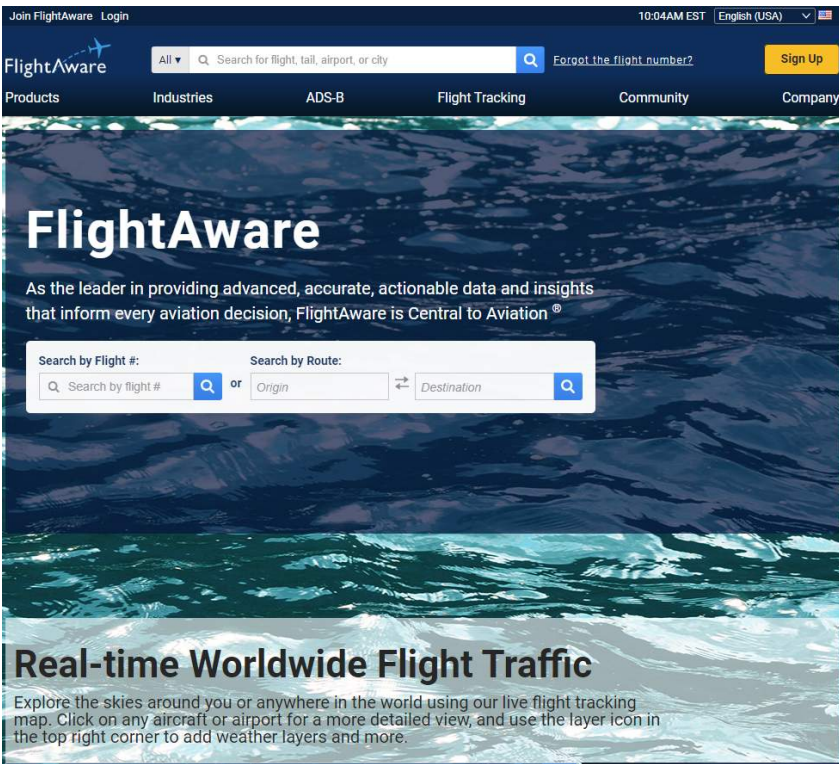 Join FlightAware Login
10:04AM EST English (USA)
FlightAware
All ▾ Search for flight, tail, airport, or city
Forgot the flight number?
Sign Up
Products Industries ADS-B Flight Tracking Community Company
FlightAware
As the leader in providing advanced, accurate, actionable data and insights
that inform every aviation decision, FlightAware is Central to Aviation ®
Search by Flight #: Search by Route:
Search by flight # or Origin Destination
Real-time Worldwide Flight Traffic
Explore the skies around you or anywhere in the world using our live flight tracking
map. Click on any aircraft or airport for a more detailed view, and use the layer icon in
the top right corner to add weather layers and more.